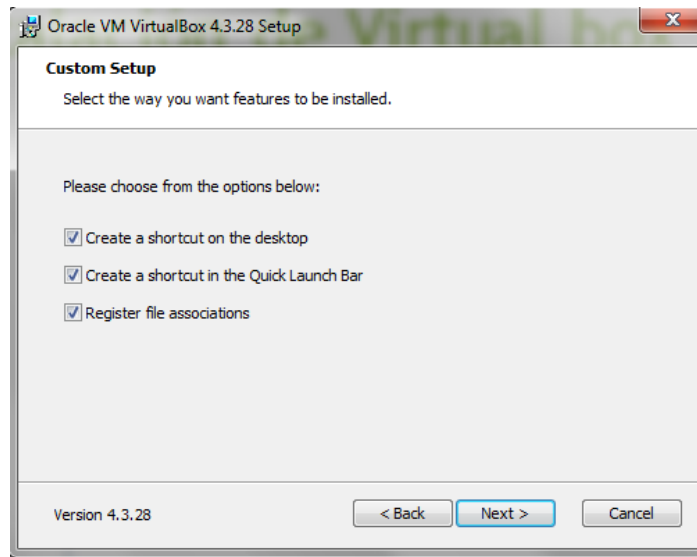 Oracle VM VirtualBox 4.3.28 Setup
Custom Setup
Select the way you want features to be installed.
Please choose from the options below:
Create a shortcut on the desktop
Create a shortcut in the Quick Launch Bar
Register file associations
Version 4.3.28
< Back
Next >
Cancel